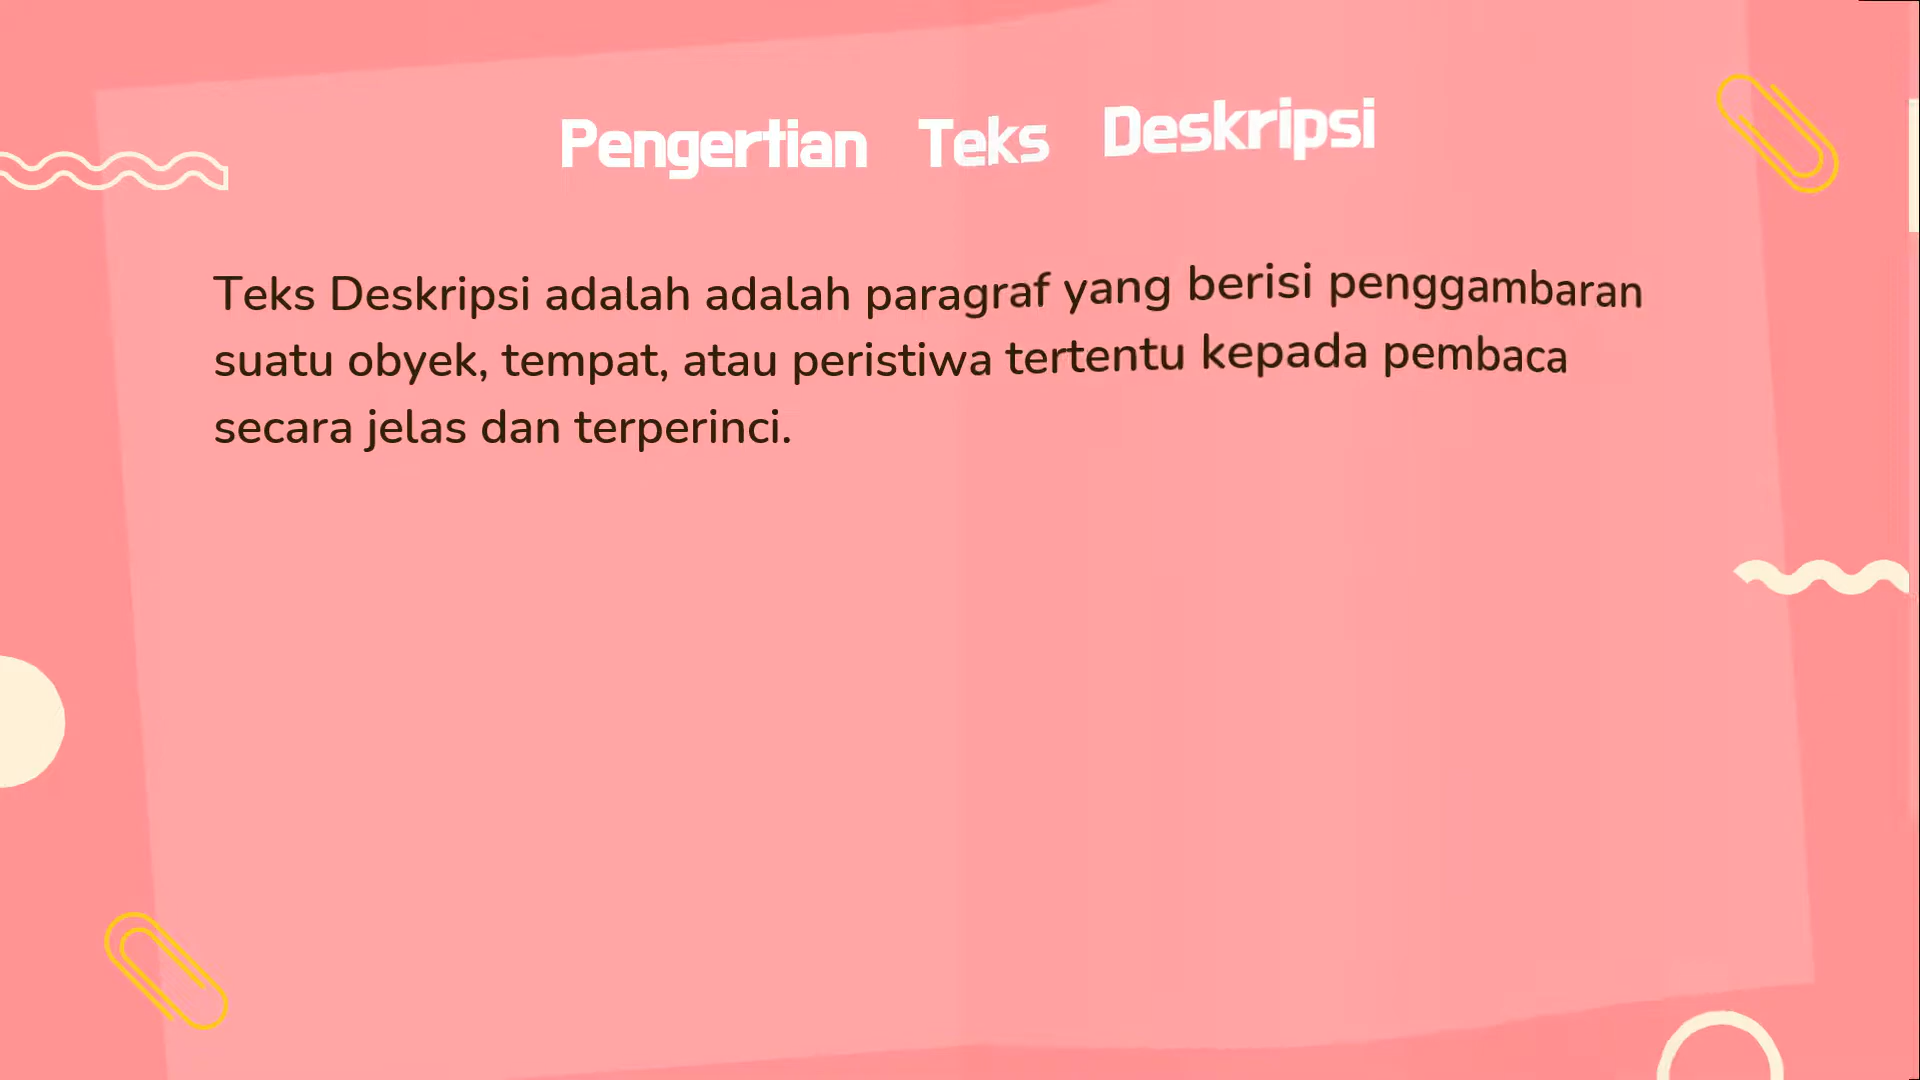 Pengertian Teks Deskripsi
Teks Deskripsi adalah adalah paragraf yang berisi penggambaran
suatu obyek, tempat, atau peristiwa tertentu kepada pembaca
secara jelas dan terperinci.